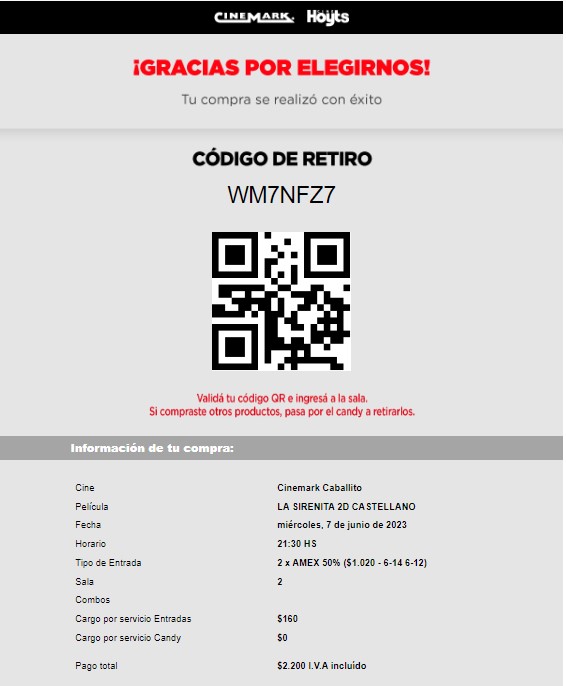 CINEMARK Hoyts
¡GRACIAS POR ELEGIRNOS!
Tu compra se realizó con éxito
CÓDIGO DE RETIRO
WM7NFZ7
Validá tu código QR e ingresá a la sala.
Si compraste otros productos, pasa por el candy a retirarlos.
Información de tu compra:
Cine Cinemark Caballito
Película LA SIRENITA 2D CASTELLANO
Fecha miércoles, 7 de junio de 2023
Horario 21:30 HS
Tipo de Entrada 2 x AMEX 50% ($1.020 - 6-14 6-12)
Sala 2
Combos
Cargo por servicio Entradas $160
Cargo por servicio Candy $0
Pago total $2.200 I.V.A incluído